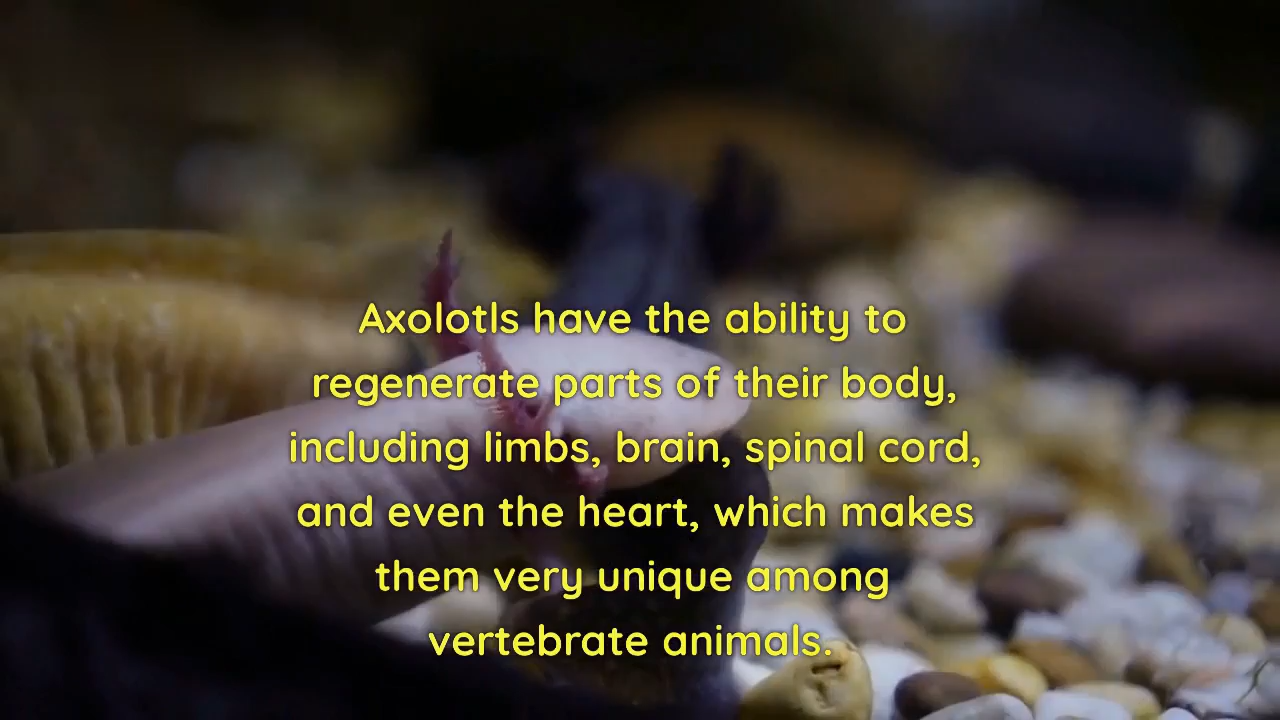 Axolotls have the ability to
regenerate parts of their body,
including limbs, brain, spinal cord,
and even the heart, which makes
them very unique among
vertebrate animals.